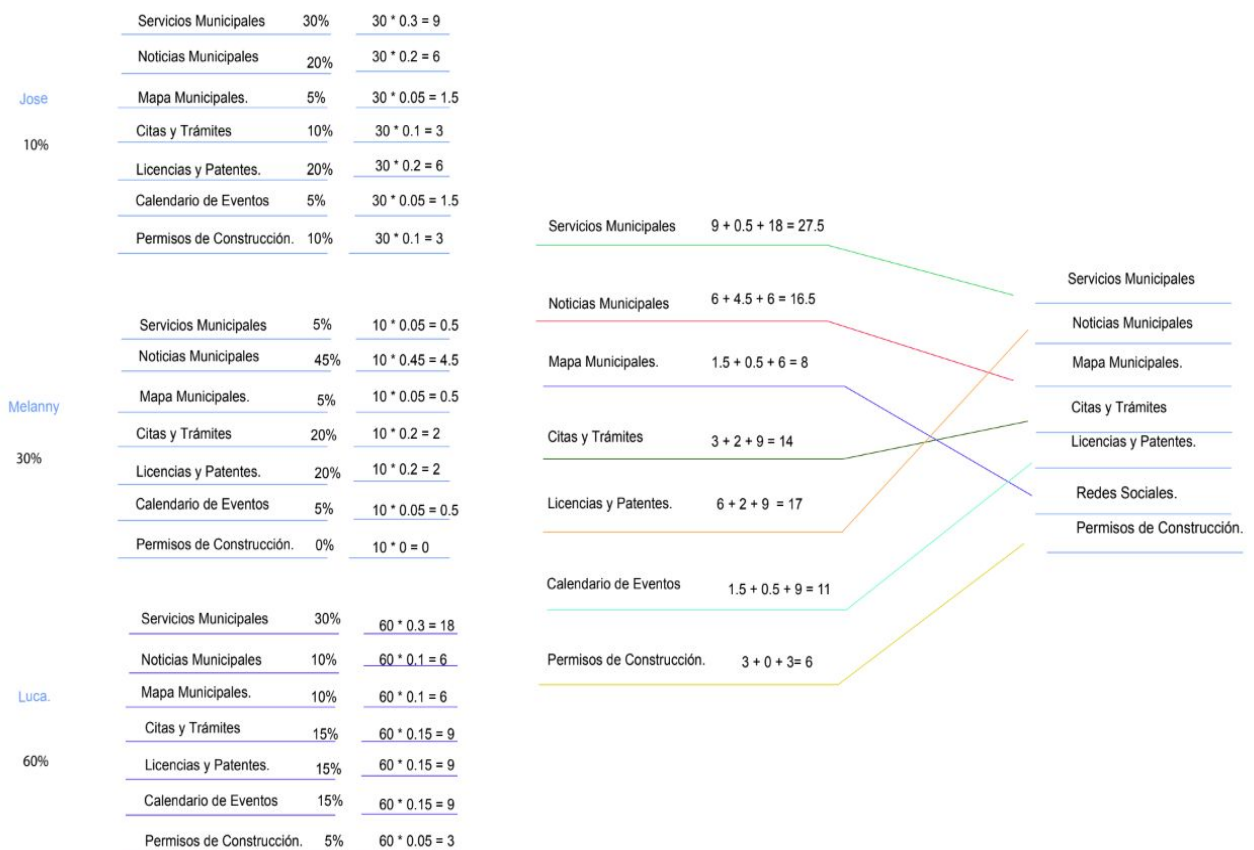 Servicios Municipales 30% 30 * 0.3 = 9
Noticias Municipales 20% 30 * 0.2 = 6
Jose
Mapa Municipales. 5% 30 * 0.05 = 1.5
10%
Citas y Trámites 10% 30 * 0.1 = 3
Licencias y Patentes. 20% 30 * 0.2 = 6
Calendario de Eventos 5% 30 * 0.05 = 1.5
Permisos de Construcción. 10% 30 * 0.1 = 3
Servicios Municipales 5% 10 * 0.05 = 0.5
Noticias Municipales 45% 10 * 0.45 = 4.5
Melanny
Mapa Municipales. 5% 10 * 0.05 = 0.5
30%
Citas y Trámites 20% 10 * 0.2 = 2
Licencias y Patentes. 20% 10 * 0.2 = 2
Calendario de Eventos 5% 10 * 0.05 = 0.5
Permisos de Construcción. 0% 10 * 0 = 0
Servicios Municipales 30% 60 * 0.3 = 18
Noticias Municipales 10% 60 * 0.1 = 6
Luca.
Mapa Municipales. 10% 60 * 0.1 = 6
60%
Citas y Trámites 15% 60 * 0.15 = 9
Licencias y Patentes. 15% 60 * 0.15 = 9
Calendario de Eventos 15% 60 * 0.15 = 9
Permisos de Construcción. 5% 60 * 0.05 = 3
Servicios Municipales 9 + 0.5 + 18 = 27.5
Noticias Municipales 6 + 4.5 + 6 = 16.5
Mapa Municipales. 1.5 + 0.5 + 6 = 8
Citas y Trámites 3 + 2 + 9 = 14
Licencias y Patentes. 6 + 2 + 9 = 17
Calendario de Eventos 1.5 + 0.5 + 9 = 11
Permisos de Construcción. 3 + 0 + 3= 6
Servicios Municipales
Noticias Municipales
Mapa Municipales.
Citas y Trámites
Licencias y Patentes.
Redes Sociales.
Permisos de Construcción.